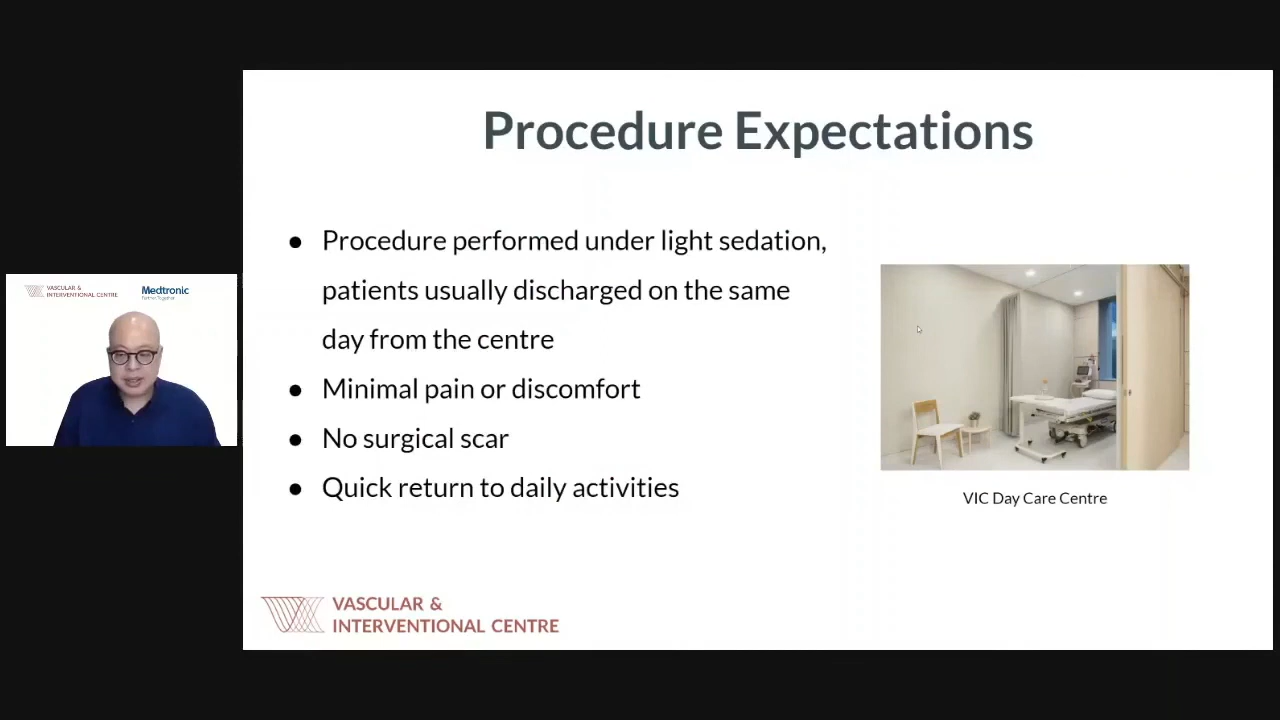 Procedure Expectations
● Procedure performed under light sedation,
patients usually discharged on the same
day from the centre
● Minimal pain or discomfort
● No surgical scar
● Quick return to daily activities
VIC Day Care Centre
VASCULAR &
INTERVENTIONAL CENTRE
VASCULAR &
INTERVENTIONAL CENTRE
Medtronic